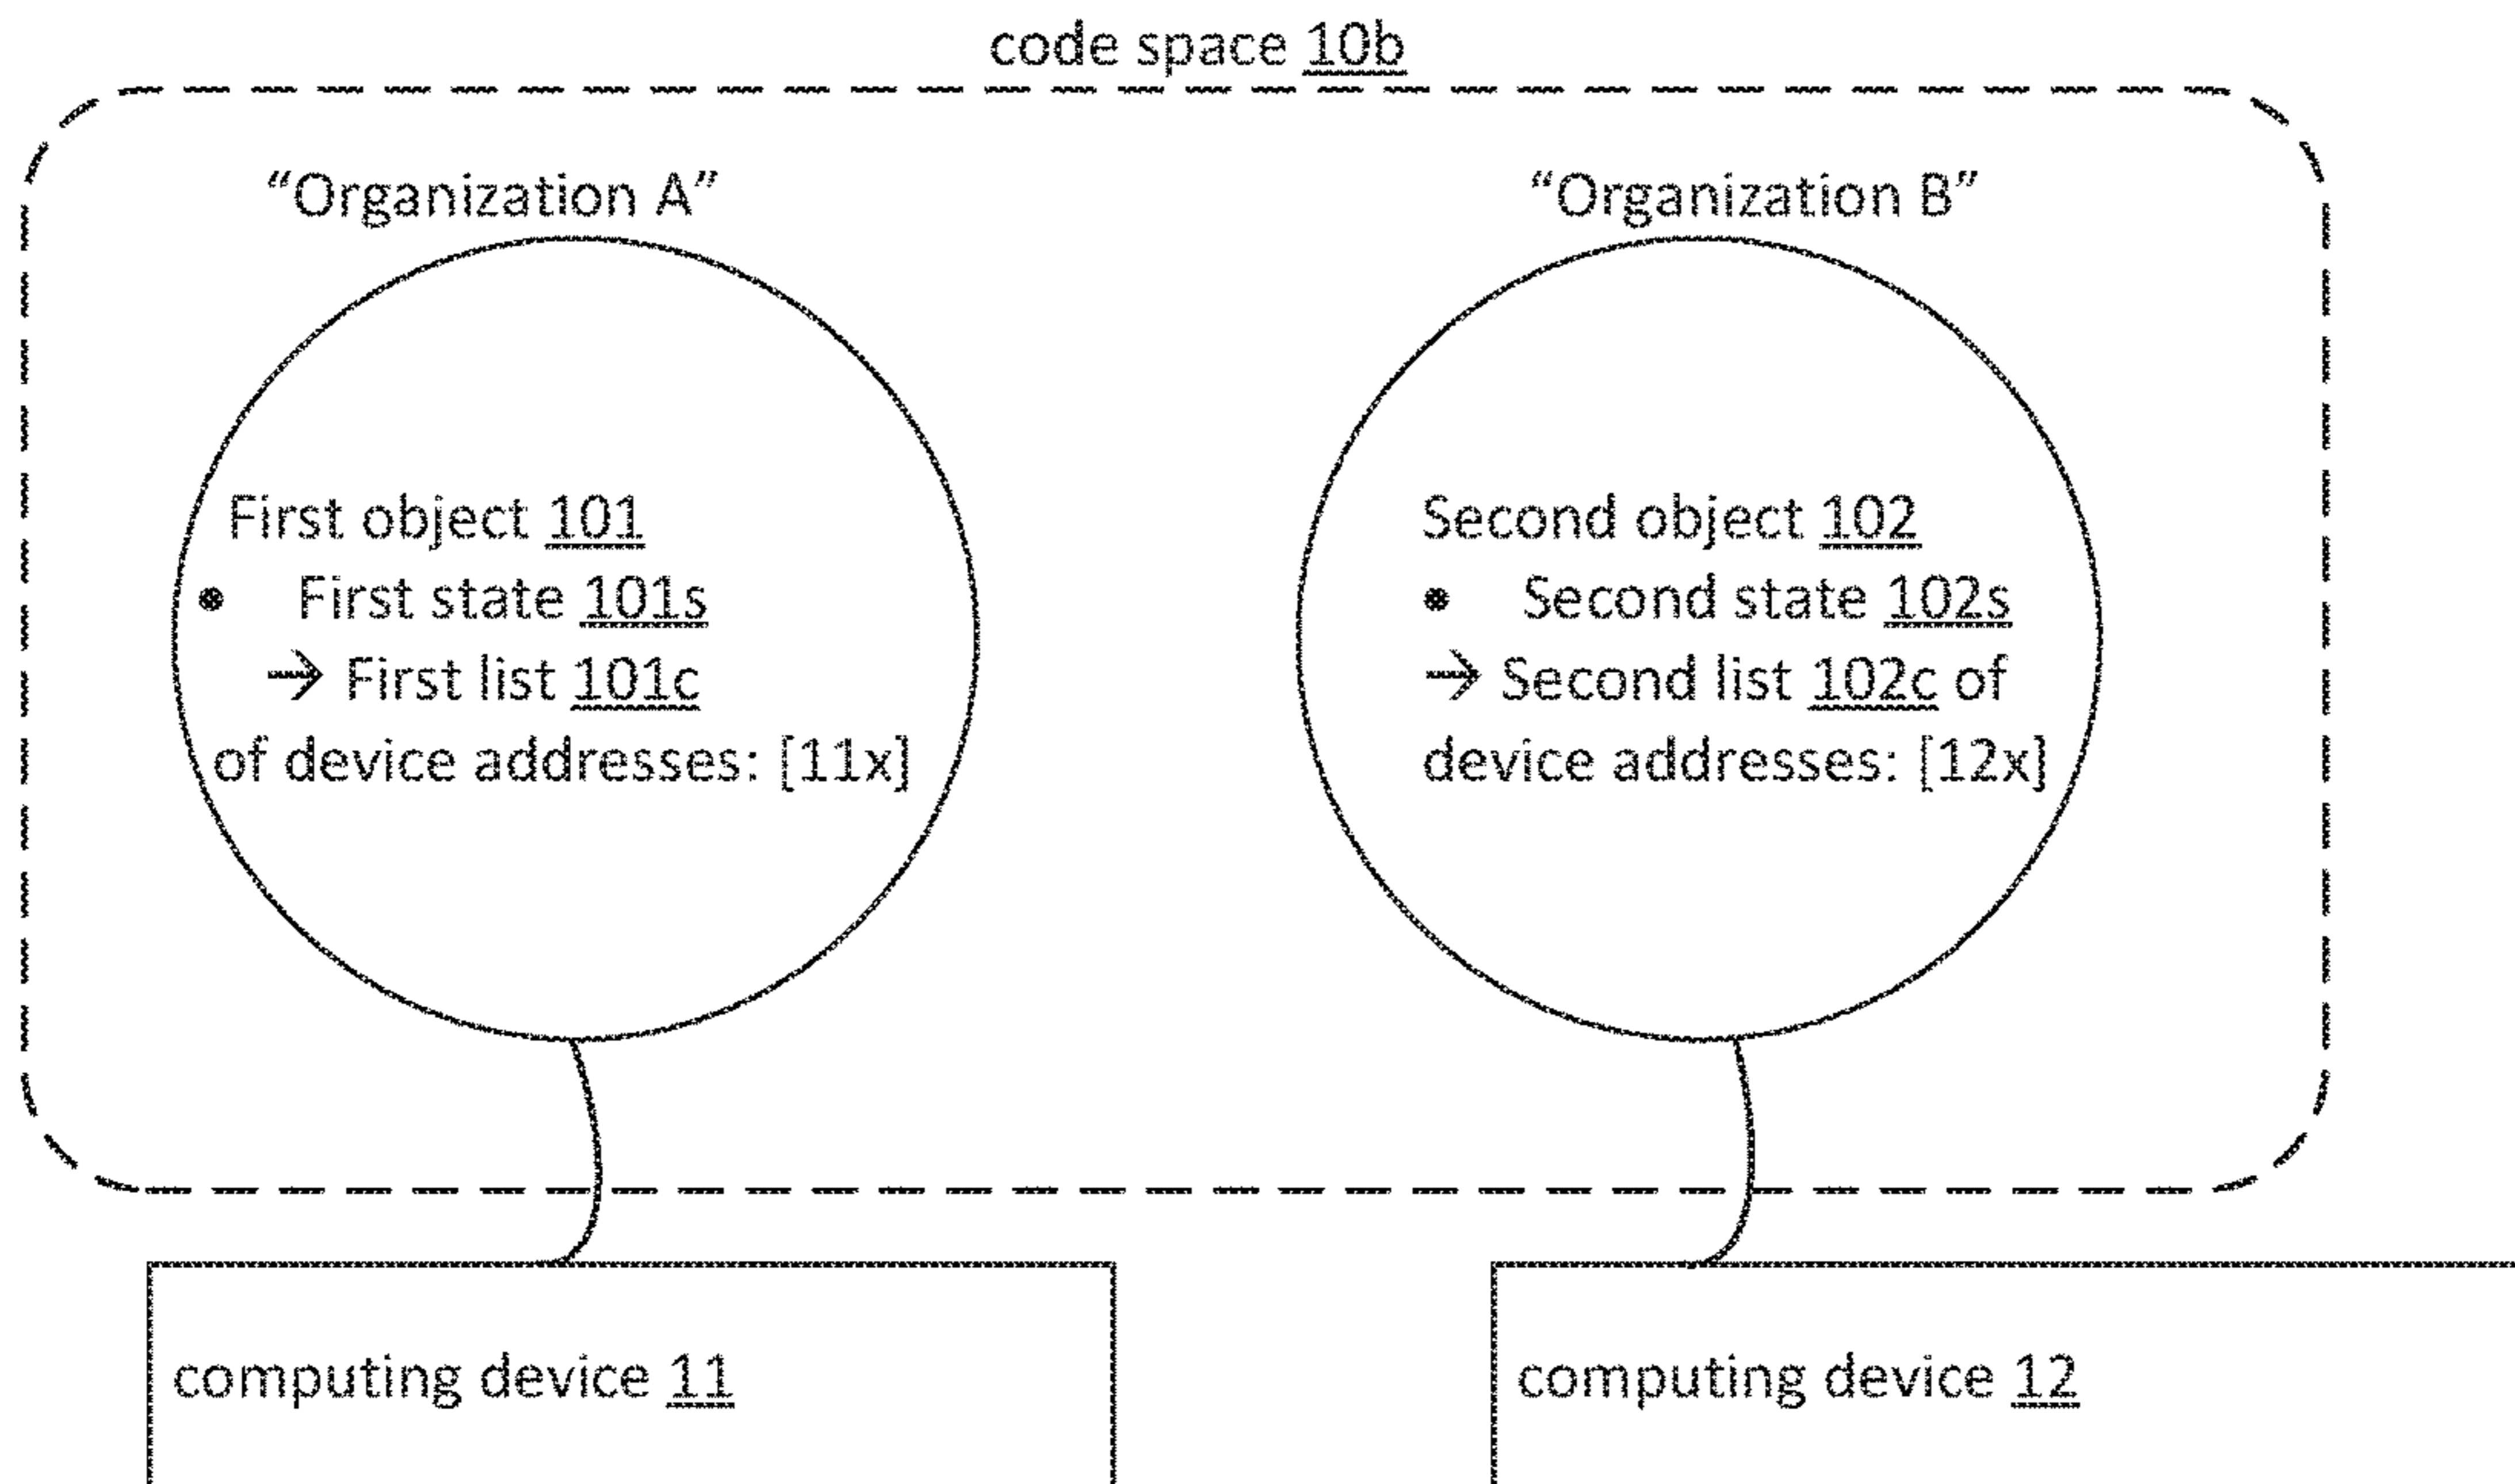 code space 10b
“Organization A”
“Organization B”
First object 101
• First state 101s
→ First list 101c
of device addresses: [11x]
Second object 102
• Second state 102s
→ Second list 102c of
device addresses: [12x]
computing device 11
computing device 12